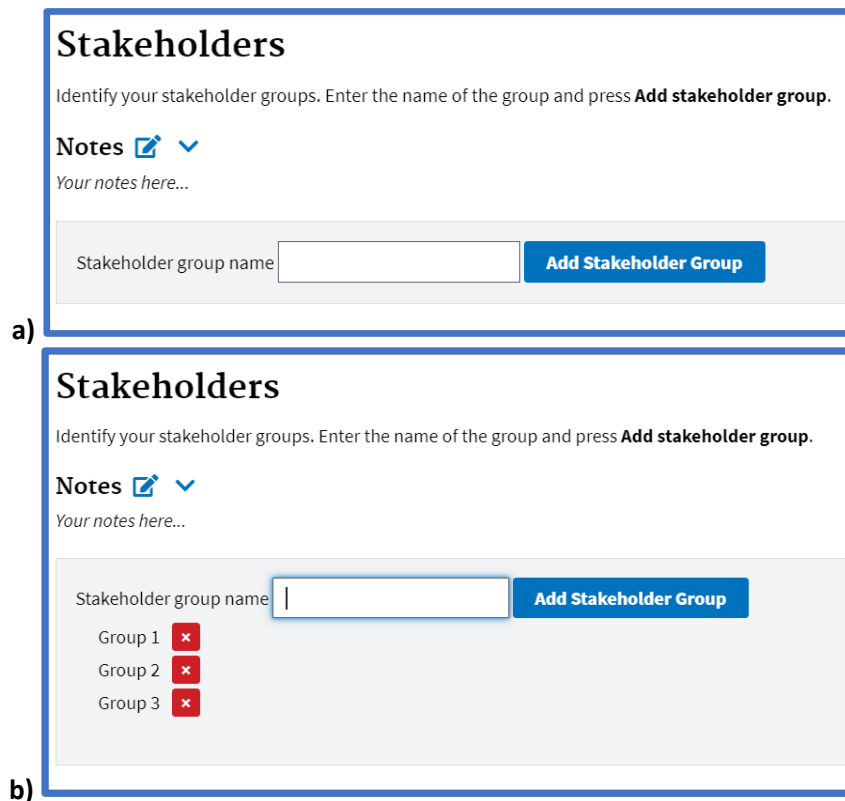 Stakeholders
Identify your stakeholder groups. Enter the name of the group and press Add stakeholder group.
Notes
Your notes here...
Stakeholder group name Add Stakeholder Group
a)
Stakeholders
Identify your stakeholder groups. Enter the name of the group and press Add stakeholder group.
Notes
Your notes here...
Stakeholder group name Add Stakeholder Group
Group 1 ×
Group 2 ×
Group 3 ×
b)